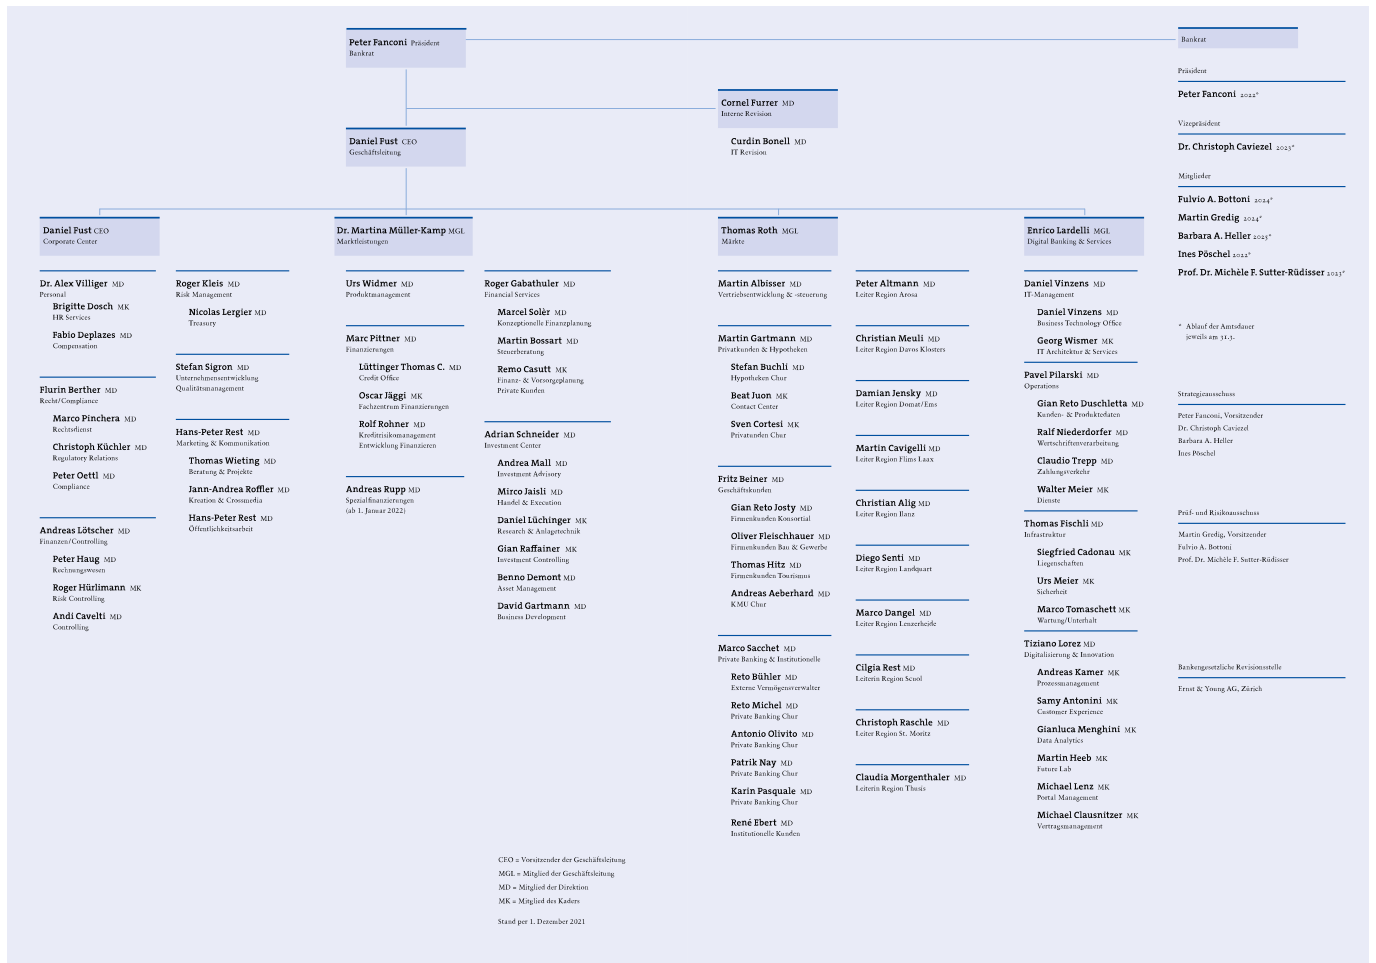 Peter Fanconi Präsident
Bankrat
Cornel Furrer MD
Interne Revision
Curdin Bonell MD
IT Revision
Daniel Fust CEO
Geschäftsleitung
Daniel Fust CEO
Corporate Center
Dr. Alex Villiger MD
Personal
Brigitte Dosch MK
HR Services
Fabio Deplazes MD
Compensation
Flurin Berther MD
Recht/Compliance
Marco Pinchera MD
Rechtsdienst
Christoph Küchler MD
Regulatory Relations
Peter Oettl MD
Compliance
Andreas Lötscher MD
Finanzen/Controlling
Peter Haug MD
Rechnungswesen
Roger Hürlimann MK
Risk Controlling
Andi Cavelti MD
Controlling
Roger Kleis MD
Risk Management
Nicolas Lergier MD
Treasury
Stefan Sigron MD
Unternehmensentwicklung
Qualitätsmanagement
Hans-Peter Rest MD
Marketing & Kommunikation
Thomas Wieting MD
Beratung & Projekte
Jann-Andrea Roffler MD
Kreation & Crossmedia
Hans-Peter Rest MD
Öffentlichkeitsarbeit
Dr. Martina Müller-Kamp MGL
Marktleistungen
Urs Widmer MD
Produktmanagement
Marc Pittner MD
Finanzierungen
Lüttinger Thomas C. MD
Credit Office
Oscar Jäggi MK
Fachzentrum Finanzierungen
Rolf Rohner MD
Kreditrisikomanagement
Entwicklung Finanzieren
Andreas Rupp MD
Spezialfinanzierungen
(ab 1. Januar 2022)
Roger Gabathuler MD
Financial Services
Marcel Solèr MD
Konzeptionelle Finanzplanung
Martin Bossart MD
Steuerberatung
Remo Casutt MK
Finanz- & Vorsorgeplanung
Private Kunden
Adrian Schneider MD
Investment Center
Andrea Mall MD
Investment Advisory
Mirco Jaisli MD
Handel & Execution
Daniel Lüchinger MK
Research & Anlagetechnik
Gian Raffainer MK
Investment Controlling
Benno Demont MD
Asset Management
David Gartmann MD
Business Development
Thomas Roth MGL
Märkte
Martin Albisser MD
Vertriebsentwicklung & -steuerung
Martin Gartmann MD
Privatkunden & Hypotheken
Stefan Buchli MD
Hypotheken Chur
Beat Juon MK
Contact Center
Sven Cortesi MK
Privatunden Chur
Fritz Beiner MD
Geschäftskunden
Gian Reto Josty MD
Firmenkunden Konsortial
Oliver Fleischhauer MD
Firmenkunden Bau & Gewerbe
Thomas Hitz MD
Firmenkunden Tourismus
Andreas Aeberhard MD
KMU Chur
Marco Sacchet MD
Private Banking & Institutionelle
Reto Bühler MD
Externe Vermögensverwalter
Reto Michel MD
Private Banking Chur
Antonio Olivito MD
Private Banking Chur
Patrik Nay MD
Private Banking Chur
Karin Pasquale MD
Private Banking Chur
René Ebert MD
Institutionelle Kunden
Peter Altmann MD
Leiter Region Arosa
Christian Meuli MD
Leiter Region Davos Klosters
Damian Jensky MD
Leiter Region Domat/Ems
Martin Cavigelli MD
Leiter Region Flims Laax
Christian Alig MD
Leiter Region Ilanz
Diego Senti MD
Leiter Region Landquart
Marco Dangel MD
Leiter Region Lenzerheide
Cilgia Rest MD
Leiterin Region Scuol
Christoph Raschle MD
Leiter Region St. Moritz
Claudia Morgenthaler MD
Leiterin Region Thusis
Enrico Lardelli MGL
Digital Banking & Services
Daniel Vinzens MD
IT-Management
Daniel Vinzens MD
Business Technology Office
Georg Wismer MK
IT Architektur & Services
Pavel Pilarski MD
Operations
Gian Reto Duschletta MD
Kunden- & Produktedaten
Ralf Niederdorfer MD
Wertschriftenverarbeitung
Claudio Trepp MD
Zahlungsverkehr
Walter Meier MK
Dienste
Thomas Fischli MD
Infrastruktur
Siegfried Cadonau MK
Liegenschaften
Urs Meier MK
Sicherheit
Marco Tomaschett MK
Wartung/Unterhalt
Tiziano Lorez MD
Digitalisierung & Innovation
Andreas Kamer MK
Prozessmanagement
Samy Antonini MK
Customer Experience
Gianluca Menghini MK
Data Analytics
Martin Heeb MK
Future Lab
Michael Lenz MK
Portal Management
Michael Clausnitzer MK
Vertragsmanagement
Bankrat
Präsident
Peter Fanconi 2022*
Vizepräsident
Dr. Christoph Caviezel 2023*
Mitglieder
Fulvio A. Bottoni 2024*
Martin Gredig 2024*
Barbara A. Heller 2025*
Ines Pöschel 2022*
Prof. Dr. Michèle F. Sutter-Rüdisser 2023*
* Ablauf der Amtsdauer
jeweils am 31.3.
Strategieausschuss
Peter Fanconi, Vorsitzender
Dr. Christoph Caviezel
Barbara A. Heller
Ines Pöschel
Prüf- und Risikoausschuss
Martin Gredig, Vorsitzender
Fulvio A. Bottoni
Prof. Dr. Michèle F. Sutter-Rüdisser
Bankengesetzliche Revisionsstelle
Ernst & Young AG, Zürich
CEO = Vorsitzender der Geschäftsleitung
MGL = Mitglied der Geschäftsleitung
MD = Mitglied der Direktion
MK = Mitglied des Kaders
Stand per 1. Dezember 2021